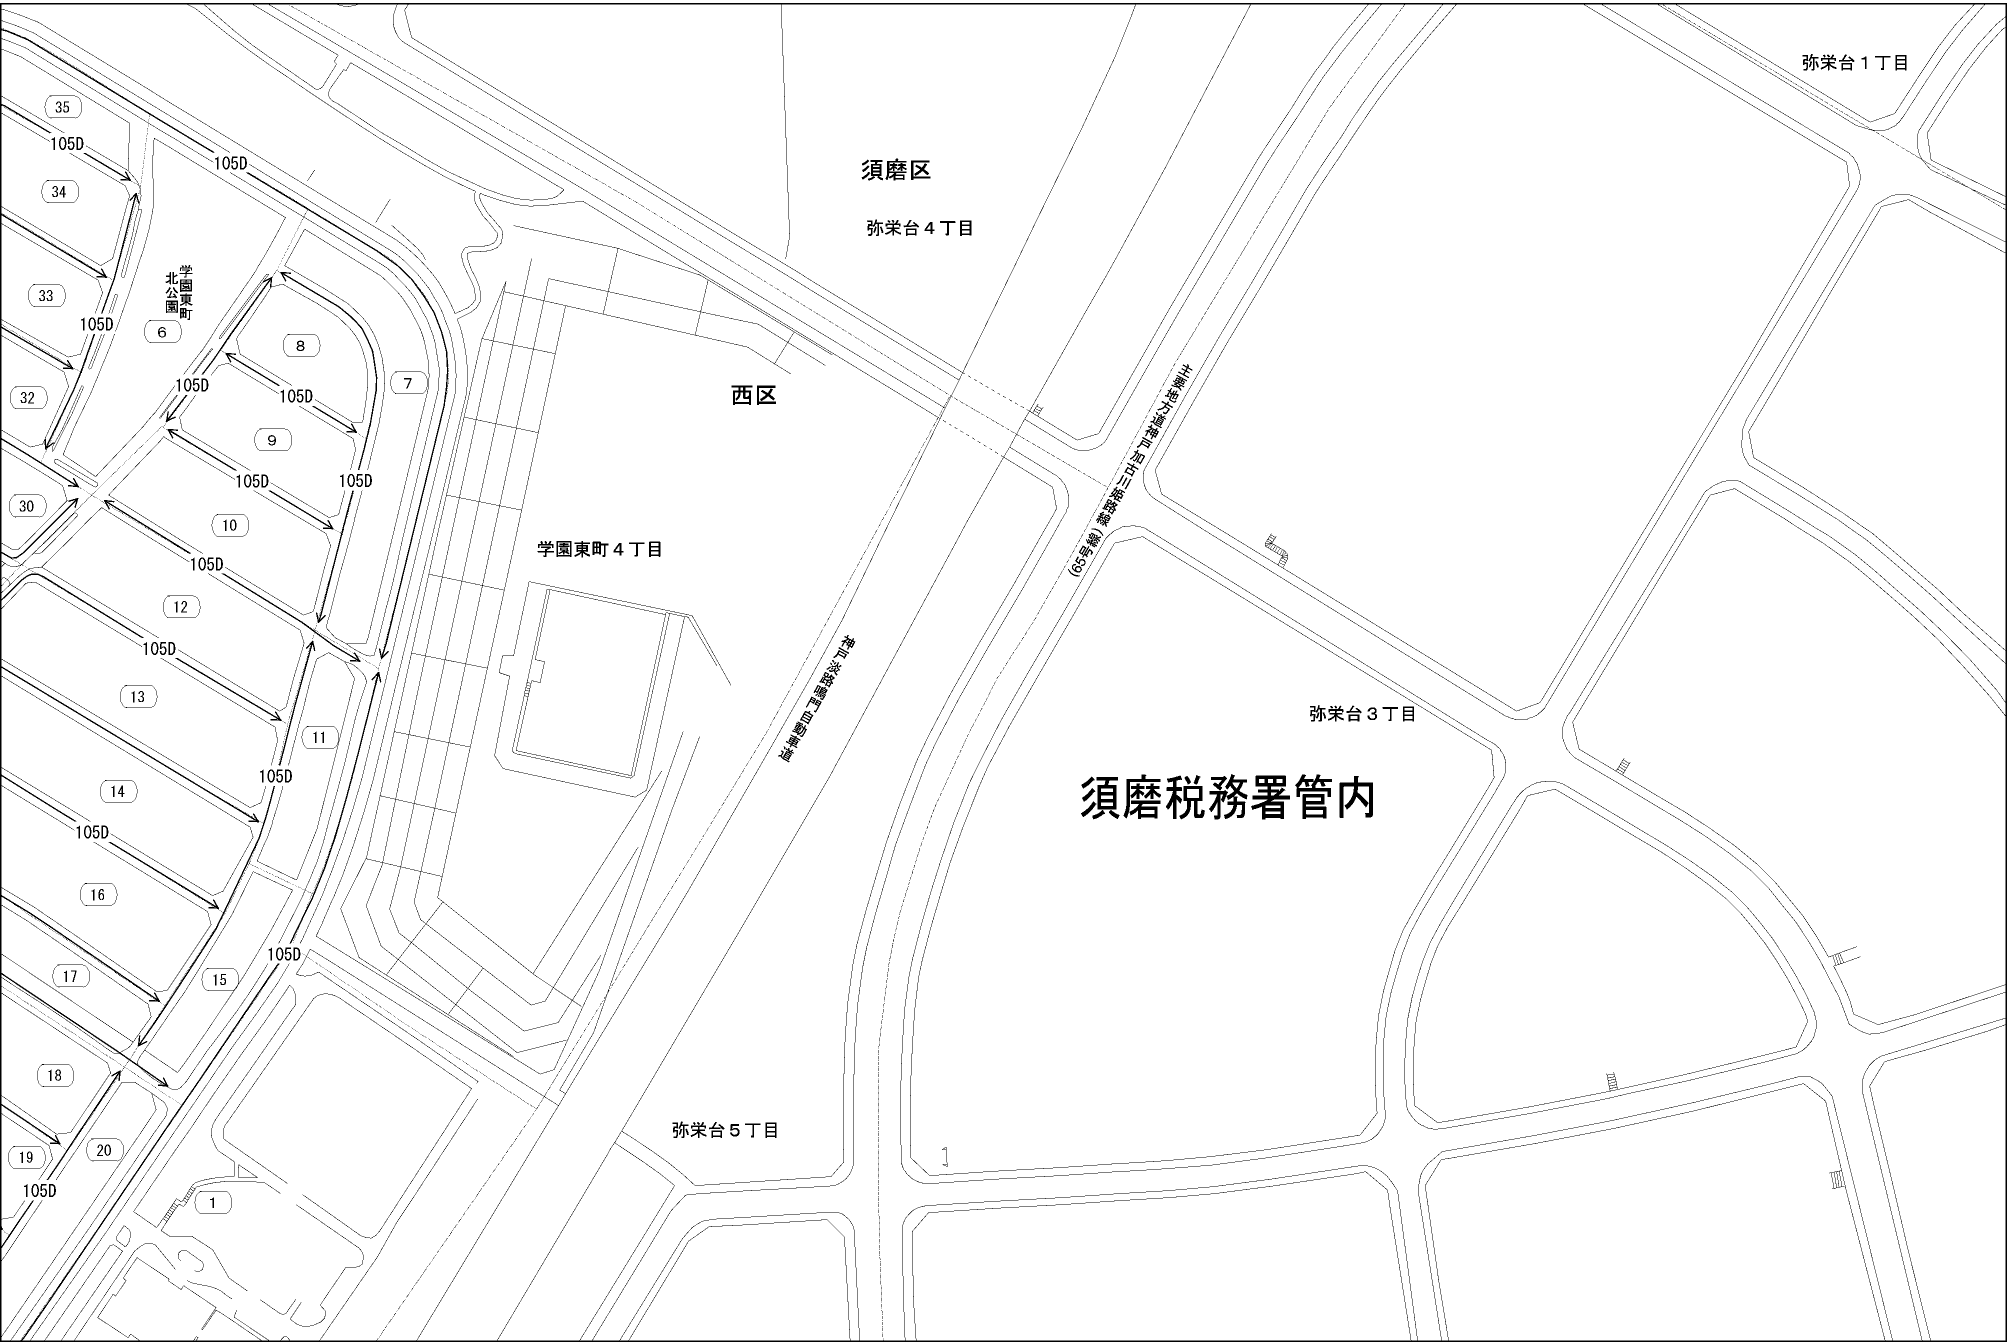 弥栄台１丁目
35
105D
105D
須磨区
34
弥栄台４丁目
学園東町
北公園
33
105D
6
8
105D
7
西区
32
105D
主要地方道神戸加古川姫路線
(65号線)
9
105D
105D
30
10
学園東町４丁目
105D
12
105D
神戸淡路鳴門自動車道
13
弥栄台３丁目
11
105D
14
須磨税務署管内
105D
16
105D
17
15
18
弥栄台５丁目
20
19
105D
1